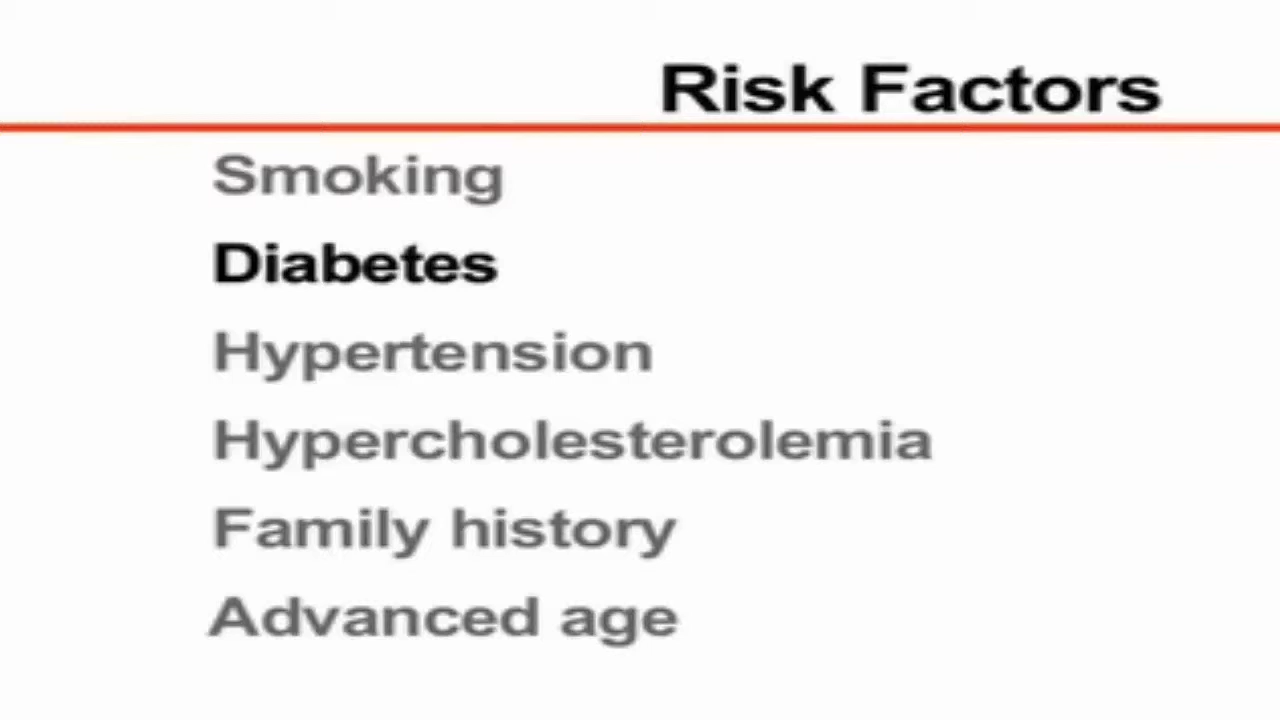 Risk Factors
Smoking
Diabetes
Hypertension
Hypercholesterolemia
Family history
Advanced age